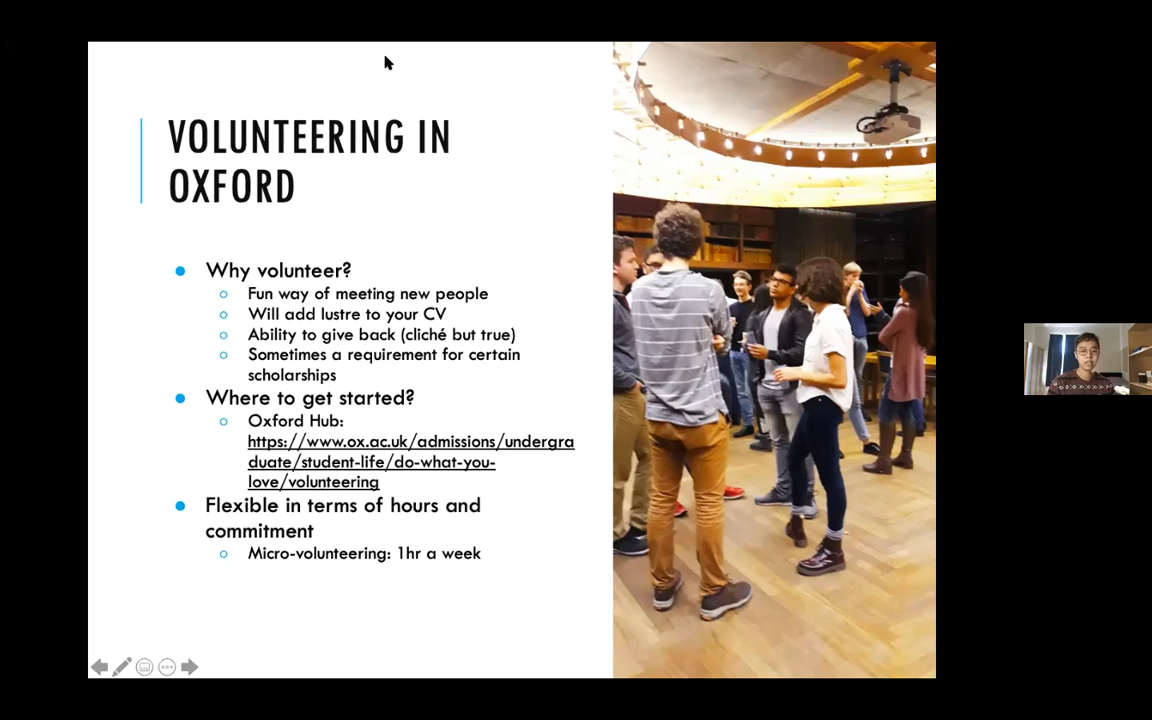 VOLUNTEERING IN
OXFORD
Why volunteer?
Fun way of meeting new people
Will add lustre to your CV
Ability to give back (cliché but true)
Sometimes a requirement for certain
scholarships
Where to get started?
Oxford Hub:
https://www.ox.ac.uk/admissions/undergra
duate/student-life/do-what-you-
love/volunteering
Flexible in terms of hours and
commitment
Micro-volunteering: 1hr a week